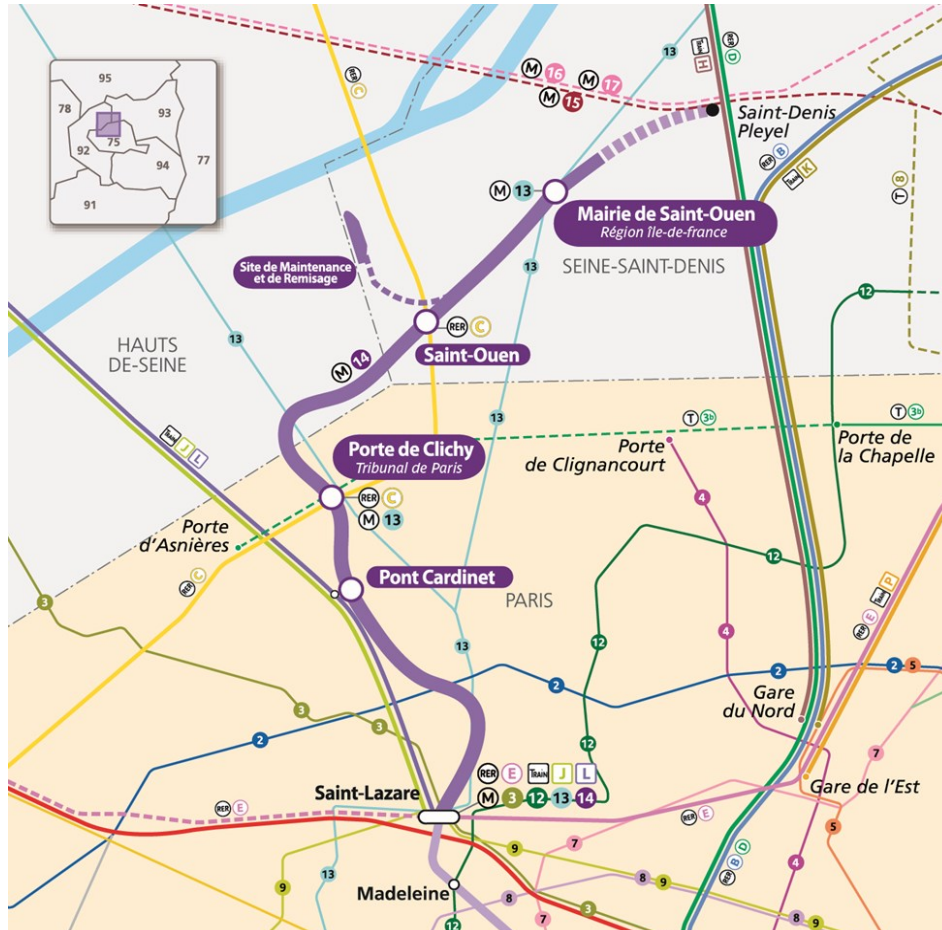 95
78
93
92
75
77
94
91
RER C
13
M 16 M 17
M 15
TRAIN H
RER D
Saint-Denis
Pleyel
RER B
TRAIN K
T 8
M 13
Mairie de Saint-Ouen
Région île-de-france
SEINE-SAINT-DENIS
13
Site de Maintenance
et de Remisage
12
13
RER C
Saint-Ouen
HAUTS
DE-SEINE
M 14
13
T 3b
T 3b
Porte de Clichy
Tribunal de Paris
Porte
de Clignancourt
Porte de
la Chapelle
TRAIN J L
RER C
M 13
4
Porte
d'Asnières
12
RER C
Pont Cardinet
3
PARIS
RER E TRAIN P
13
12
4
2
2
2 5
3
3
2
Gare
du Nord
7
12
RER E TRAIN J L
Saint-Lazare
M 3 12 13 14
Gare de l'Est
RER E
RER E
5
9
7
13
9
4
RER B D
Madeleine
8
8
9
12
7
3
8
9